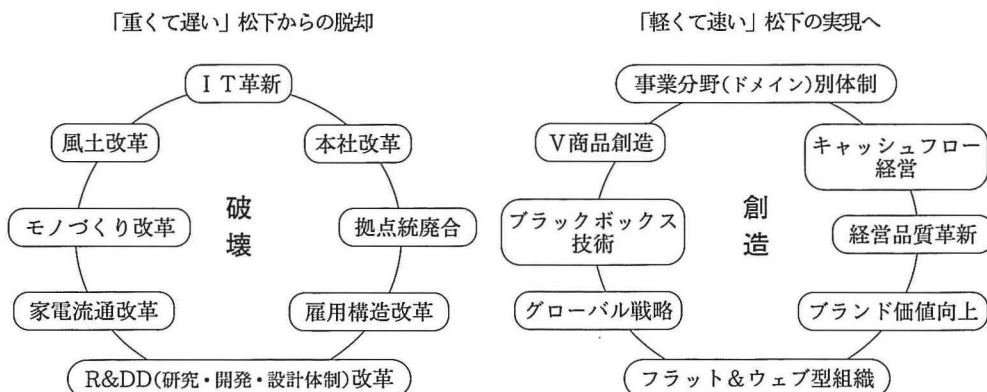 「重くて遅い」松下からの脱却
IT革新
風土改革
本社改革
モノづくり改革
破壊
拠点統廃合
家電流通改革
雇用構造改革
R&DD(研究・開発・設計体制)改革
「軽くて速い」松下の実現へ
事業分野(ドメイン)別体制
V商品創造
キャッシュフロー
経営
ブラックボックス
技術
創造
経営品質革新
グローバル戦略
ブランド価値向上
フラット&ウェブ型組織